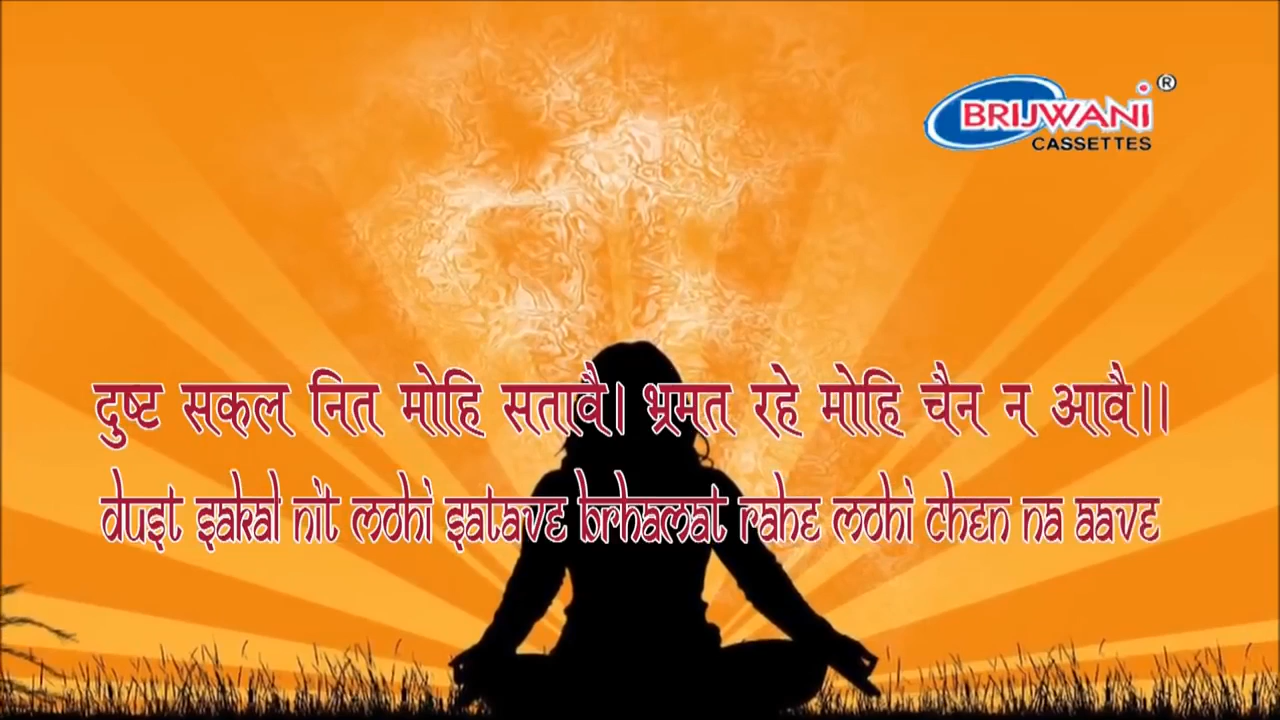 BRIJWANI ®
CASSETTES
दुष्ट सकल नित मोहि सतावै। भ्रमत रहे मोहि चैन न आवै।।
dust sakal nit mohi satave brhamat rahe mohi chen na aave